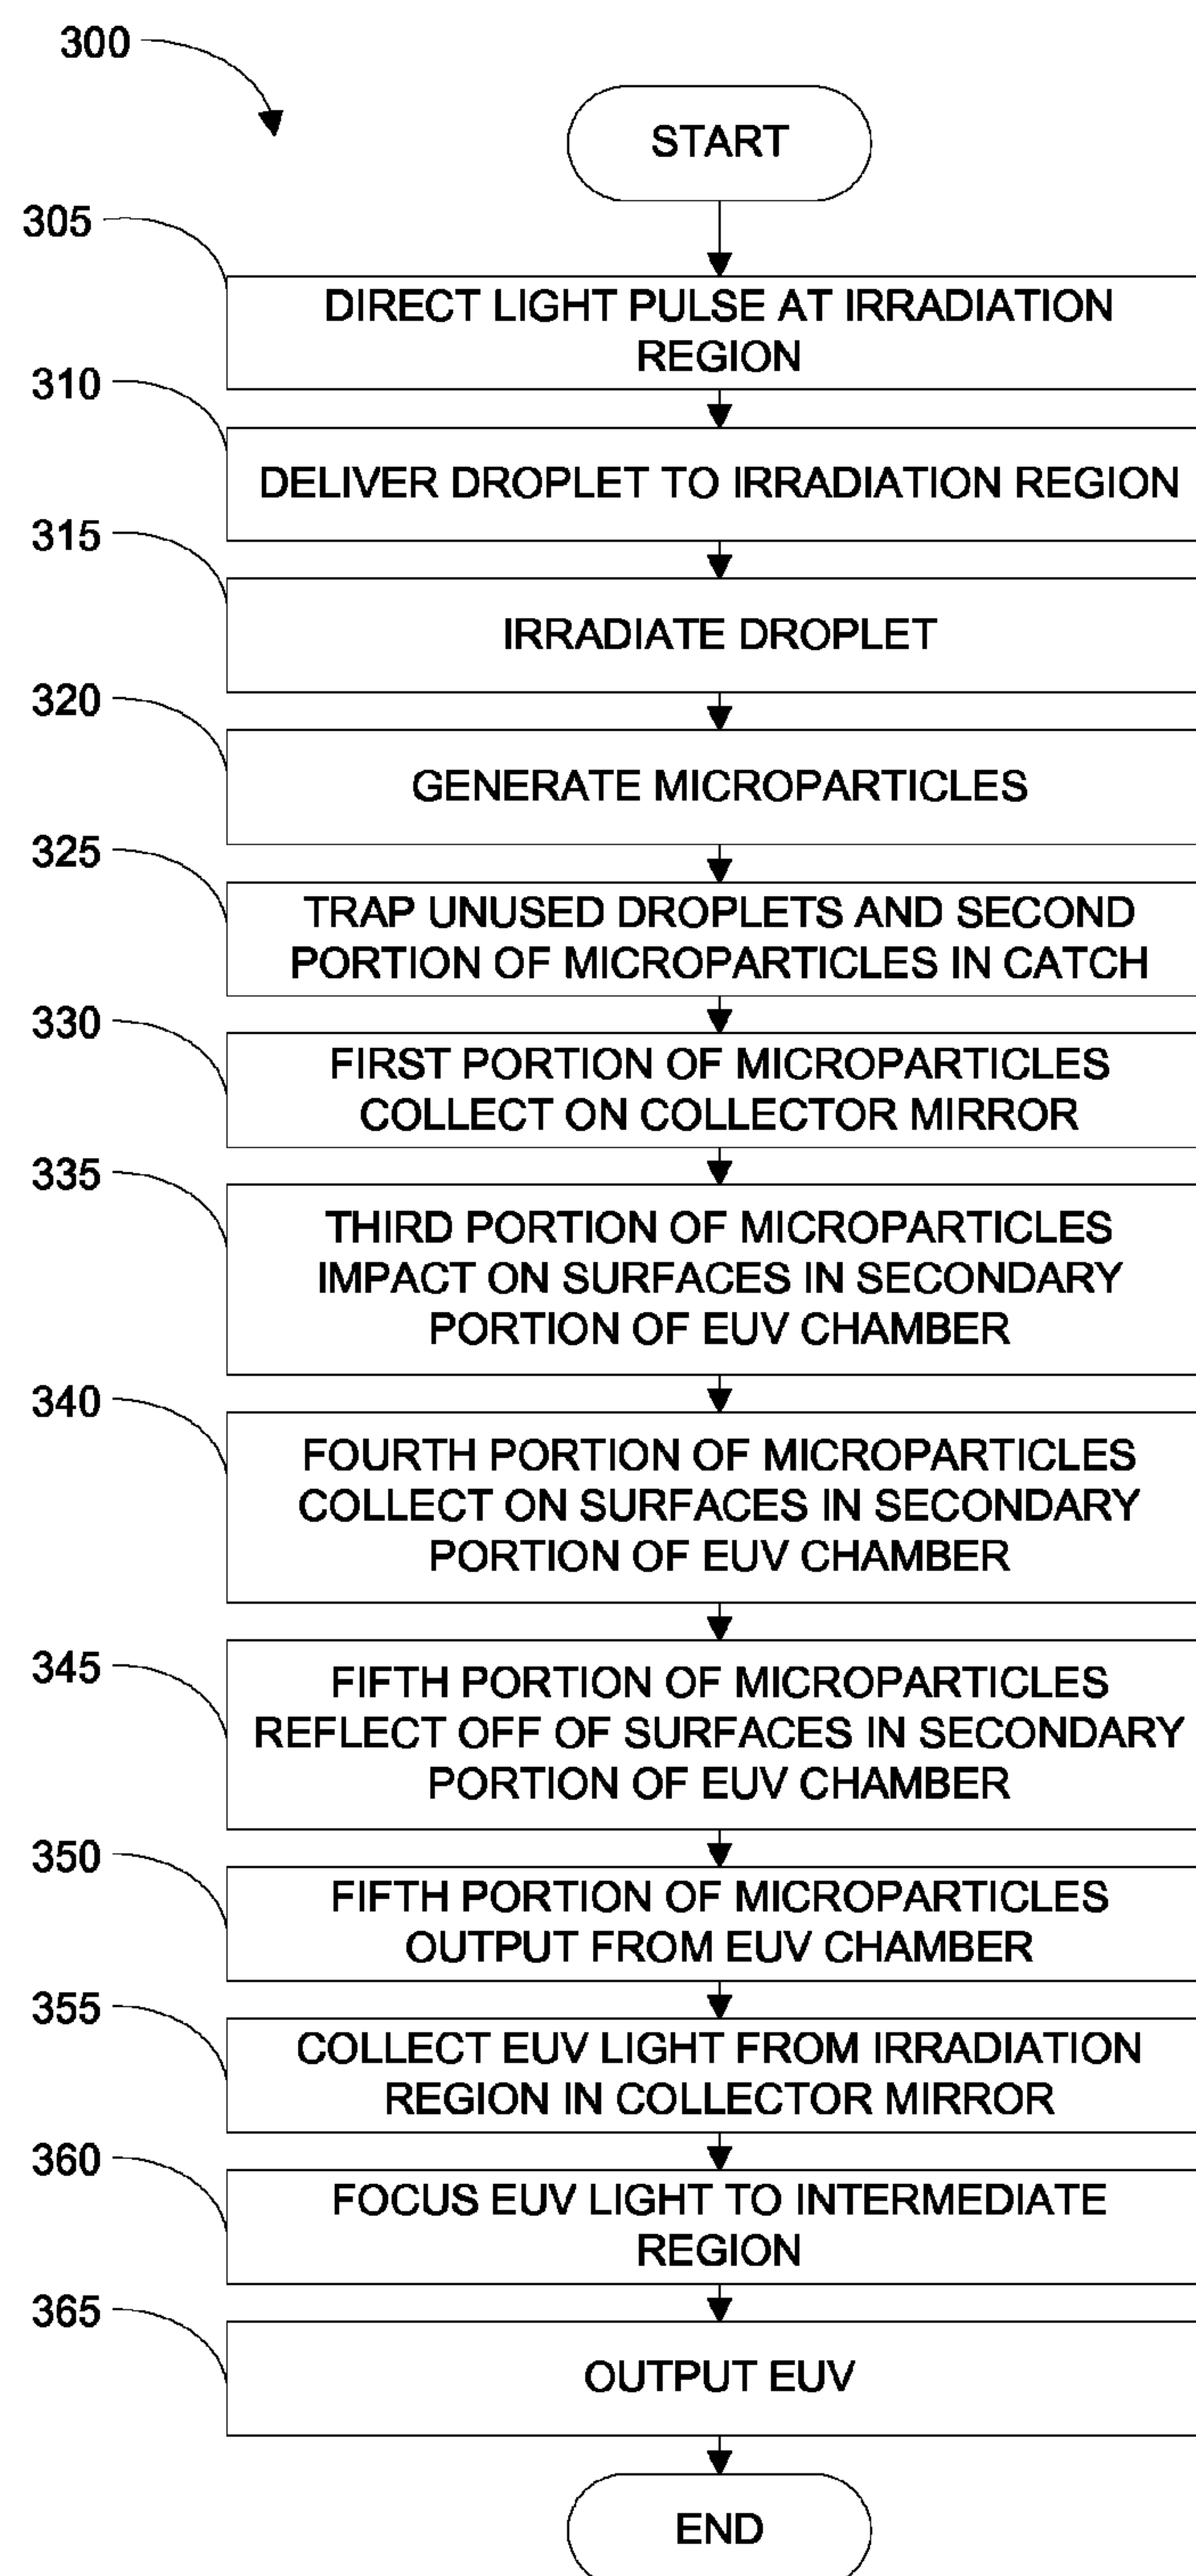 300
START
305
DIRECT LIGHT PULSE AT IRRADIATION
REGION
310
DELIVER DROPLET TO IRRADIATION REGION
315
IRRADIATE DROPLET
320
GENERATE MICROPARTICLES
325
TRAP UNUSED DROPLETS AND SECOND
PORTION OF MICROPARTICLES IN CATCH
330
FIRST PORTION OF MICROPARTICLES
COLLECT ON COLLECTOR MIRROR
335
THIRD PORTION OF MICROPARTICLES
IMPACT ON SURFACES IN SECONDARY
PORTION OF EUV CHAMBER
340
FOURTH PORTION OF MICROPARTICLES
COLLECT ON SURFACES IN SECONDARY
PORTION OF EUV CHAMBER
345
FIFTH PORTION OF MICROPARTICLES
REFLECT OFF OF SURFACES IN SECONDARY
PORTION OF EUV CHAMBER
350
FIFTH PORTION OF MICROPARTICLES
OUTPUT FROM EUV CHAMBER
355
COLLECT EUV LIGHT FROM IRRADIATION
REGION IN COLLECTOR MIRROR
360
FOCUS EUV LIGHT TO INTERMEDIATE
REGION
365
OUTPUT EUV
END